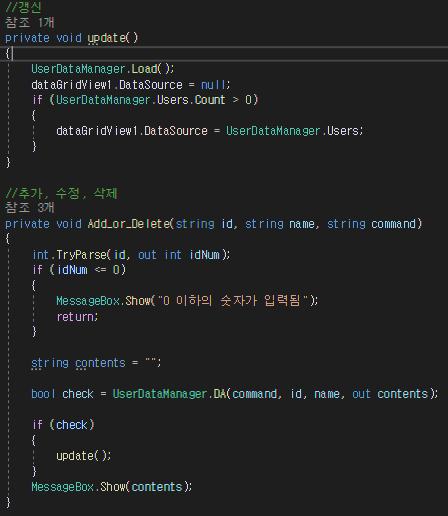 //갱신
참조 1개
private void update()
{
UserDataManager.Load();
dataGridView1.DataSource = null;
if (UserDataManager.Users.Count > 0)
{
dataGridView1.DataSource = UserDataManager.Users;
}
}
//추가, 수정, 삭제
참조 3개
private void Add_or_Delete(string id, string name, string command)
{
int.TryParse(id, out int idNum);
if (idNum <= 0)
{
MessageBox.Show("0 이하의 숫자가 입력됨");
return;
}
string contents = "";
bool check = UserDataManager.DA(command, id, name, out contents);
if (check)
{
update();
}
MessageBox.Show(contents);
}